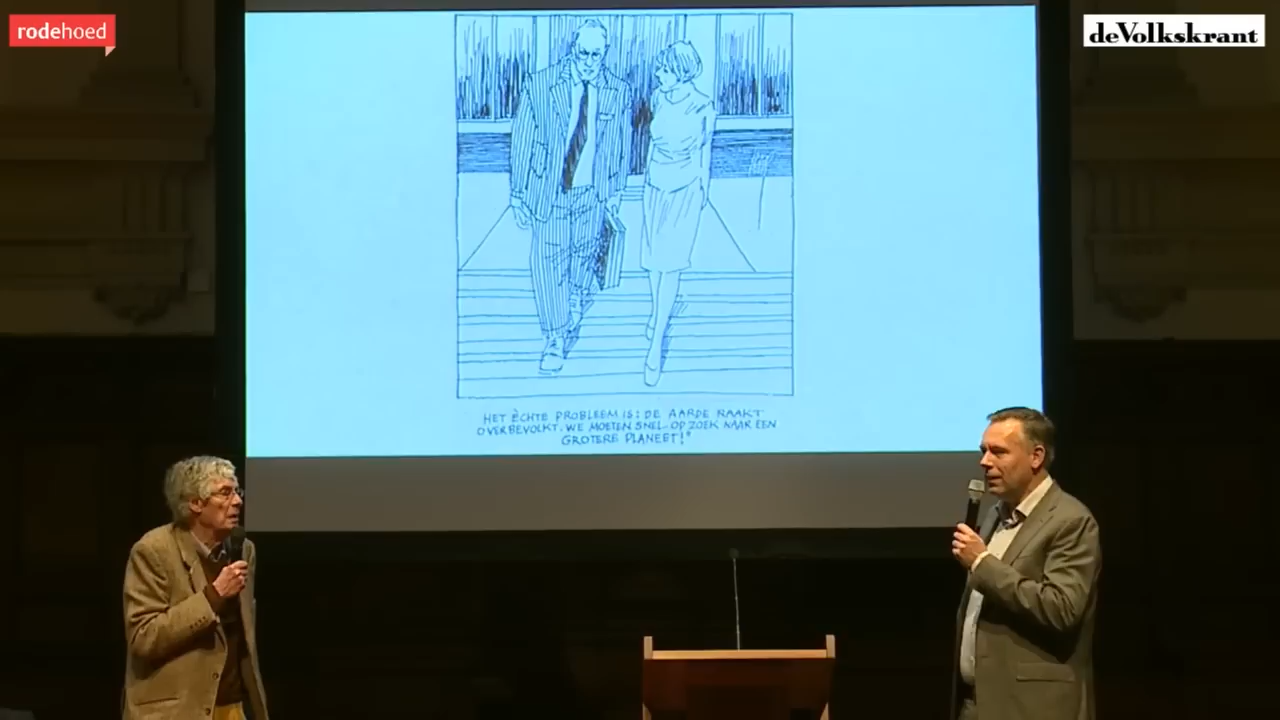 rodehoed
deVolkskrant
HET ÈCHTE PROBLEEM IS: DE AARDE RAAKT
OVERBEVOLKT. WE MOETEN SNEL OP ZOEK NAAR EEN
GROTERE PLANEET!"